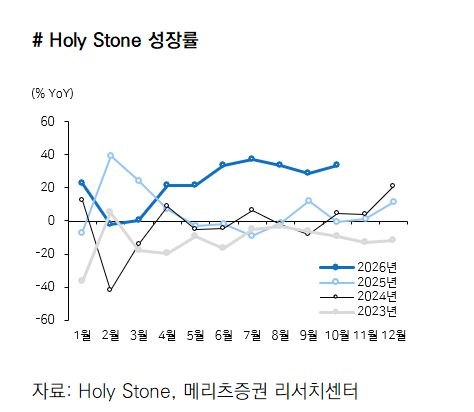 # Holy Stone 성장률
(% YoY)
60
40
20
0
-20
-40
-60
2026년
2025년
2024년
2023년
1월 2월 3월 4월 5월 6월 7월 8월 9월 10월 11월 12월
자료: Holy Stone, 메리츠증권 리서치센터